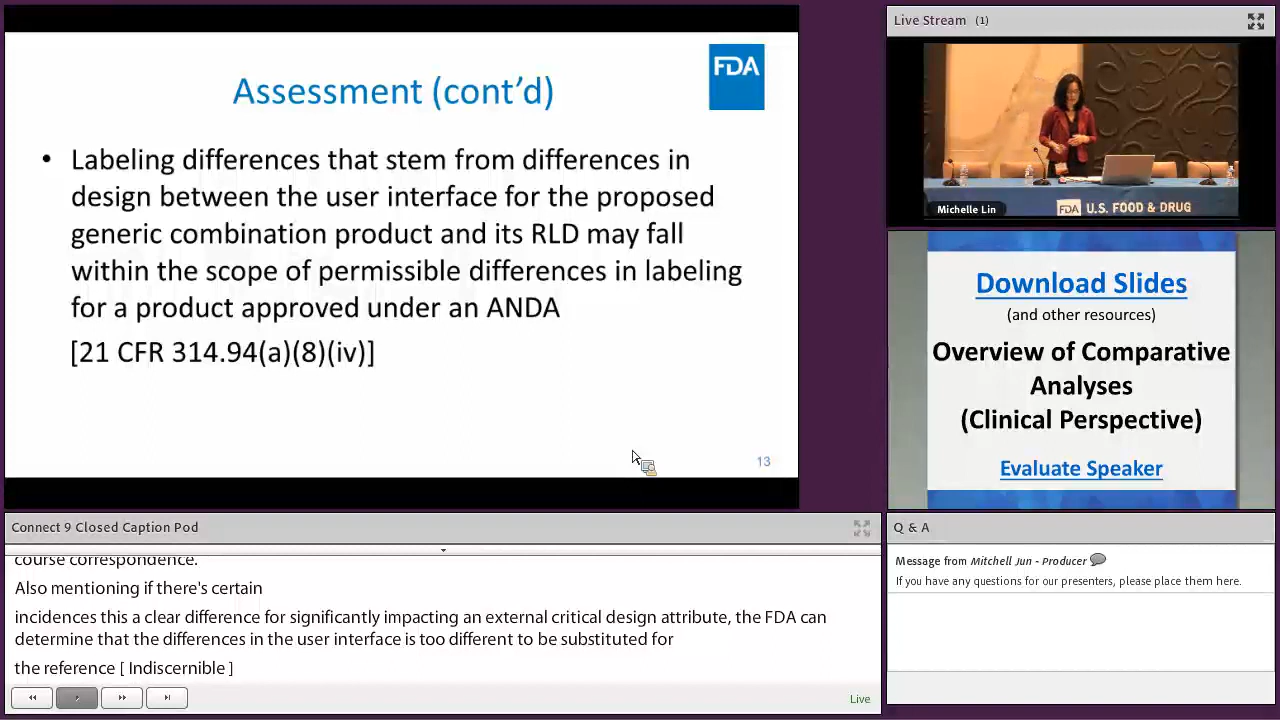 FDA
Assessment (cont’d)
• Labeling differences that stem from differences in
design between the user interface for the proposed
generic combination product and its RLD may fall
within the scope of permissible differences in labeling
for a product approved under an ANDA
[21 CFR 314.94(a)(8)(iv)]
13
Live Stream (1)
Michelle Lin
FDA U.S. FOOD & DRUG
Download Slides
(and other resources)
Overview of Comparative
Analyses
(Clinical Perspective)
Evaluate Speaker
Connect 9 Closed Caption Pod
course correspondence.
Also mentioning if there's certain
incidences this a clear difference for significantly impacting an external critical design attribute, the FDA can
determine that the differences in the user interface is too different to be substituted for
the reference [ Indiscernible ]
Live
Q & A
Message from Mitchell Jun - Producer
If you have any questions for our presenters, please place them here.